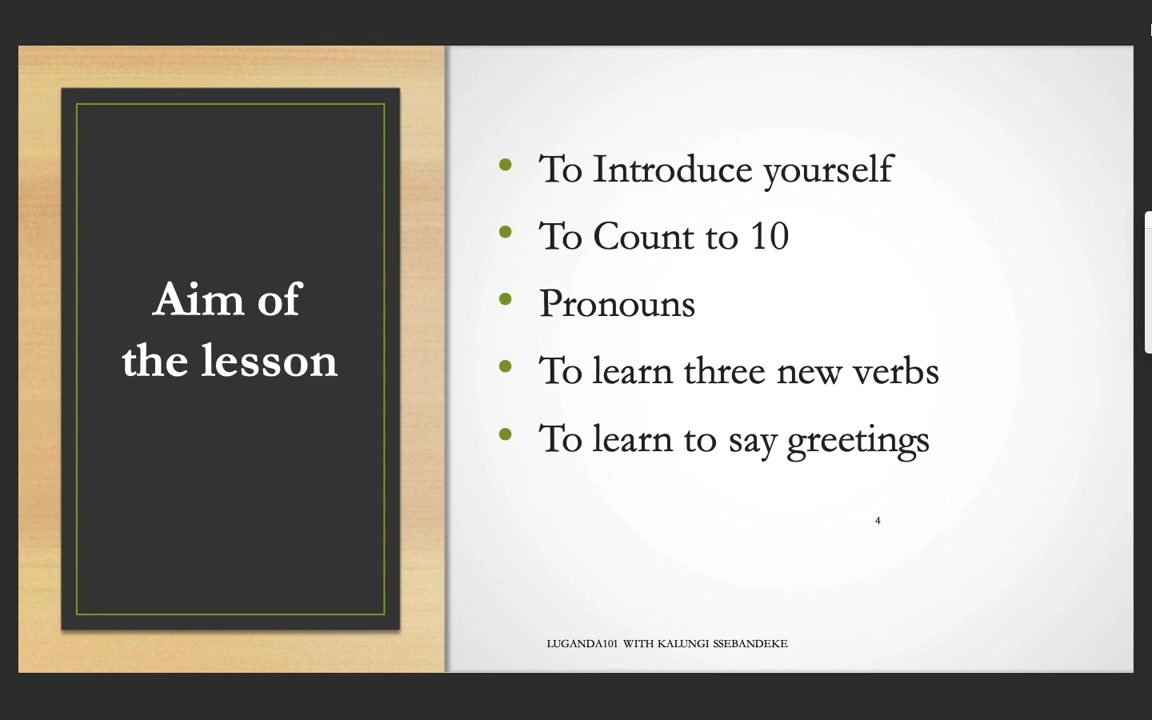 Aim of
the lesson
To Introduce yourself
To Count to 10
Pronouns
To learn three new verbs
To learn to say greetings
4
LUGANDA101 WITH KALUNGI SSEBANDEKE